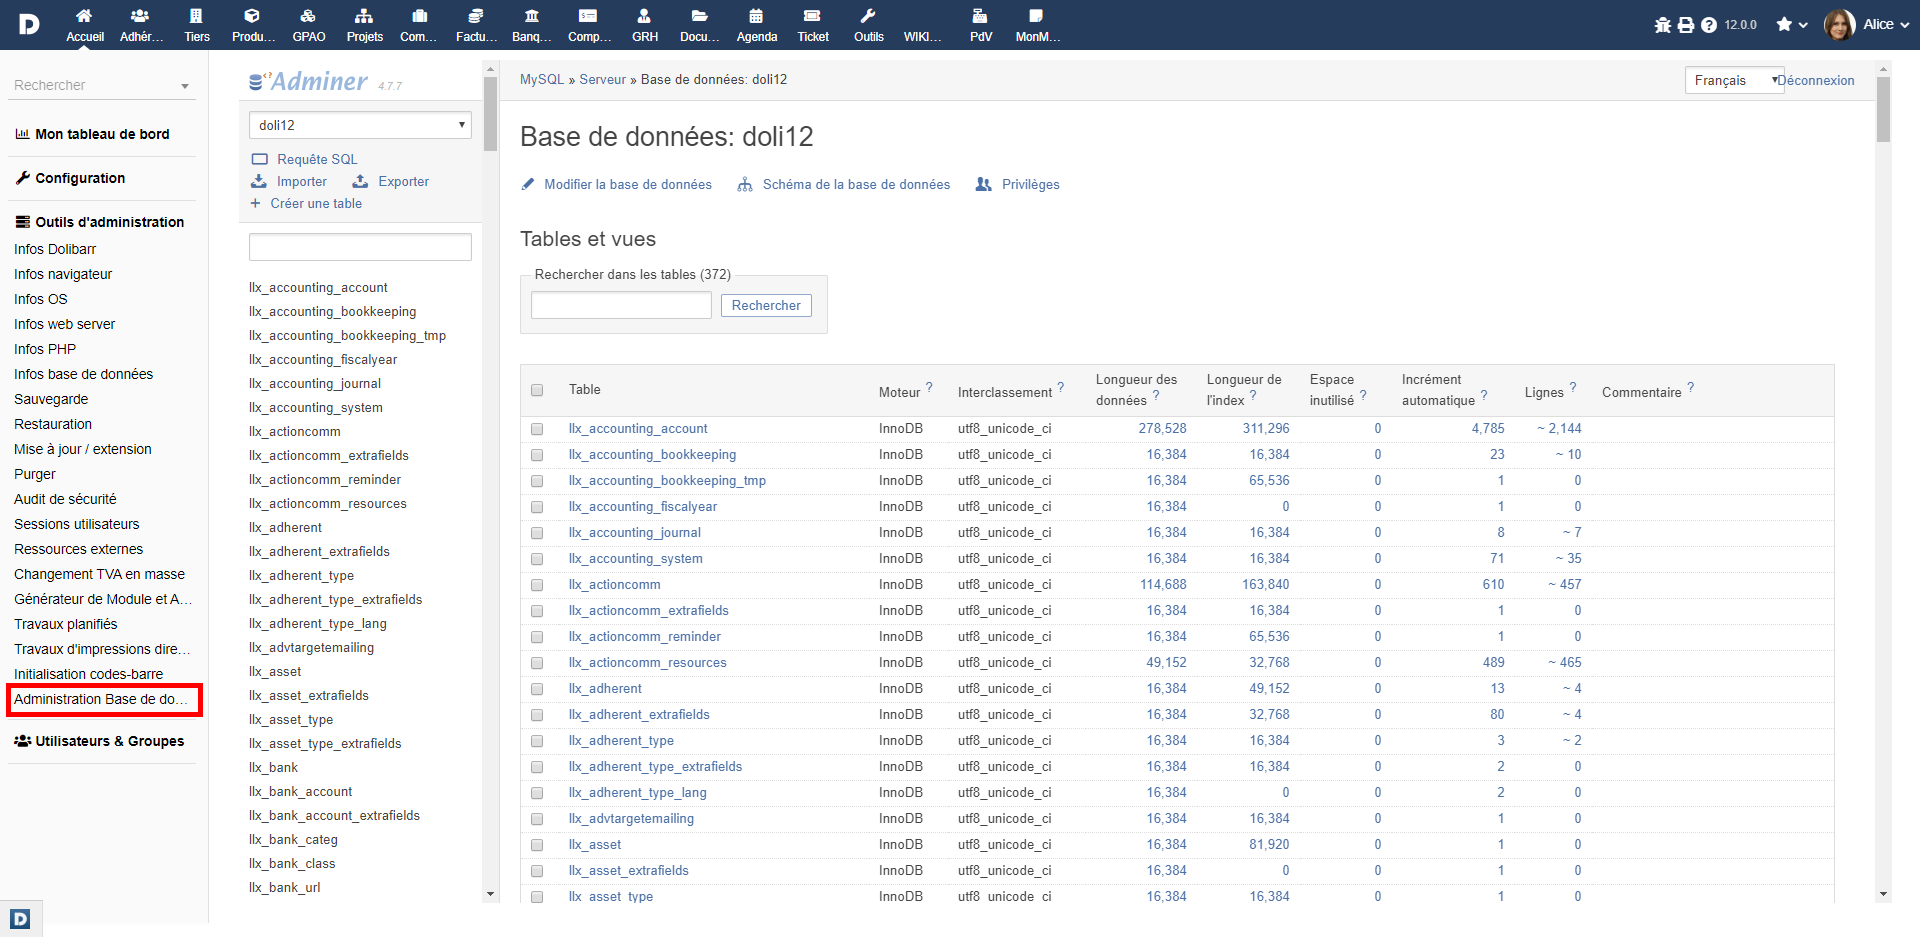 Accueil
Adhér…
Tiers
Produ…
GPAO
Projets
Com…
Factu…
Banq…
Comp…
GRH
Docu…
Agenda
Ticket
Outils
WIKI…
PdV
MonM…
12.0.0
Alice
Rechercher
Mon tableau de bord
Configuration
Outils d'administration
Infos Dolibarr
Infos navigateur
Infos OS
Infos web server
Infos PHP
Infos base de données
Sauvegarde
Restauration
Mise à jour / extension
Purger
Audit de sécurité
Sessions utilisateurs
Ressources externes
Changement TVA en masse
Générateur de Module et A…
Travaux planifiés
Travaux d'impressions dire…
Initialisation codes-barre
Administration Base de do…
Utilisateurs & Groupes
Adminer 4.7.7
doli12
Requête SQL
Importer Exporter
+ Créer une table
llx_accounting_account
llx_accounting_bookkeeping
llx_accounting_bookkeeping_tmp
llx_accounting_fiscalyear
llx_accounting_journal
llx_accounting_system
llx_actioncomm
llx_actioncomm_extrafields
llx_actioncomm_reminder
llx_actioncomm_resources
llx_adherent
llx_adherent_extrafields
llx_adherent_type
llx_adherent_type_extrafields
llx_adherent_type_lang
llx_advtargetemailing
llx_asset
llx_asset_extrafields
llx_asset_type
llx_asset_type_extrafields
llx_bank
llx_bank_account
llx_bank_account_extrafields
llx_bank_categ
llx_bank_class
llx_bank_url
MySQL » Serveur » Base de données: doli12
Français
Déconnexion
Base de données: doli12
Modifier la base de données Schéma de la base de données Privilèges
Tables et vues
Rechercher dans les tables (372)
Rechercher
Table Moteur ? Interclassement ? Longueur des données ? Longueur de l'index ? Espace inutilisé ? Incrément automatique ? Lignes ? Commentaire ?
llx_accounting_account InnoDB utf8_unicode_ci 278,528 311,296 0 4,785 ~ 2,144
llx_accounting_bookkeeping InnoDB utf8_unicode_ci 16,384 16,384 0 23 ~ 10
llx_accounting_bookkeeping_tmp InnoDB utf8_unicode_ci 16,384 65,536 0 1 0
llx_accounting_fiscalyear InnoDB utf8_unicode_ci 16,384 0 0 1 0
llx_accounting_journal InnoDB utf8_unicode_ci 16,384 16,384 0 8 ~ 7
llx_accounting_system InnoDB utf8_unicode_ci 16,384 16,384 0 71 ~ 35
llx_actioncomm InnoDB utf8_unicode_ci 114,688 163,840 0 610 ~ 457
llx_actioncomm_extrafields InnoDB utf8_unicode_ci 16,384 16,384 0 1 0
llx_actioncomm_reminder InnoDB utf8_unicode_ci 16,384 65,536 0 1 0
llx_actioncomm_resources InnoDB utf8_unicode_ci 49,152 32,768 0 489 ~ 465
llx_adherent InnoDB utf8_unicode_ci 16,384 49,152 0 13 ~ 4
llx_adherent_extrafields InnoDB utf8_unicode_ci 16,384 32,768 0 80 ~ 4
llx_adherent_type InnoDB utf8_unicode_ci 16,384 16,384 0 3 ~ 2
llx_adherent_type_extrafields InnoDB utf8_unicode_ci 16,384 16,384 0 2 0
llx_adherent_type_lang InnoDB utf8_unicode_ci 16,384 0 0 2 0
llx_advtargetemailing InnoDB utf8_unicode_ci 16,384 16,384 0 1 0
llx_asset InnoDB utf8_unicode_ci 16,384 81,920 0 1 0
llx_asset_extrafields InnoDB utf8_unicode_ci 16,384 0 0 1 0
llx_asset_type InnoDB utf8_unicode_ci 16,384 16,384 0 1 0